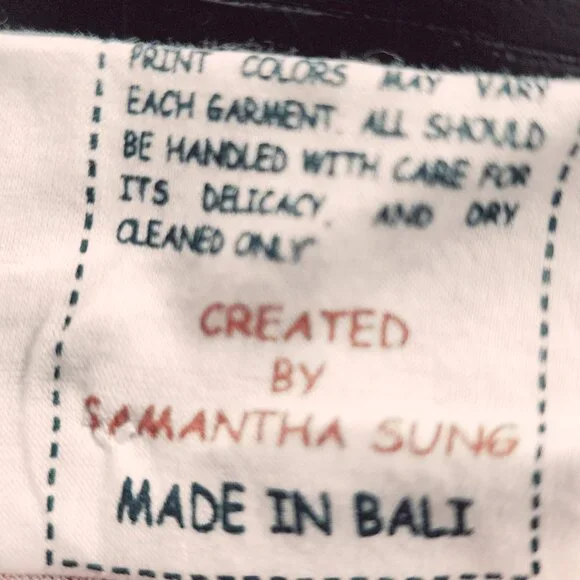 PRINT COLORS MAY VARY
EACH GARMENT. ALL SHOULD
BE HANDLED WITH CARE FOR
ITS DELICACY. AND DRY
CLEANED ONLY
CREATED
BY
SAMANTHA SUNG
MADE IN BALI